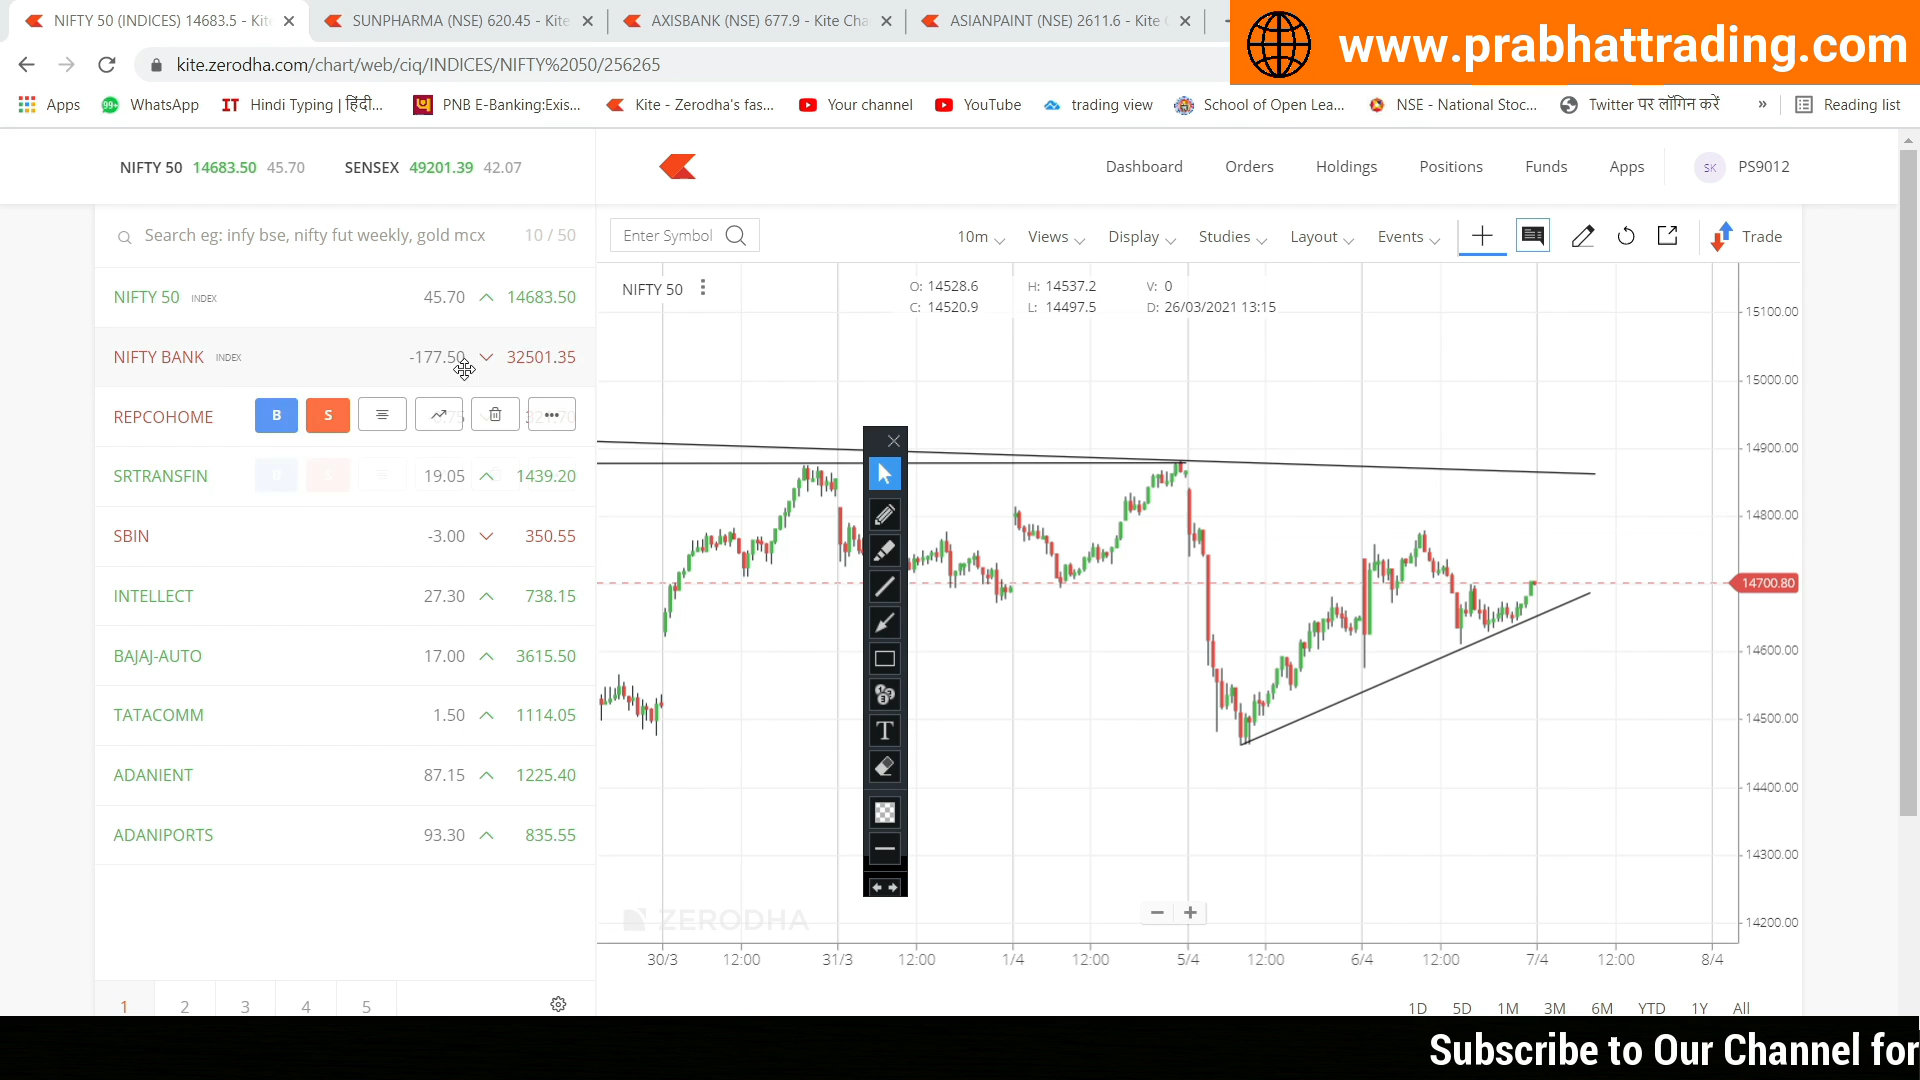 NIFTY 50 (INDICES) 14683.5 - Kit
SUNPHARMA (NSE) 620.45 - Kite
AXISBANK (NSE) 677.9 - Kite Cha
ASIANPAINT (NSE) 2611.6 - Kite
www.prabhattrading.com
kite.zerodha.com/chart/web/ciq/INDICES/NIFTY%2050/256265
Apps
99+
WhatsApp
IT Hindi Typing | हिंदी...
PNB E-Banking:Exis...
Kite - Zerodha's fas...
Your channel
YouTube
trading view
School of Open Lea...
NSE - National Stoc...
Twitter पर लॉगिन करें
»
Reading list
NIFTY 50 14683.50 45.70
SENSEX 49201.39 42.07
Dashboard
Orders
Holdings
Positions
Funds
Apps
SK
PS9012
Search eg: infy bse, nifty fut weekly, gold mcx
10 / 50
Enter Symbol
10m
Views
Display
Studies
Layout
Events
Trade
NIFTY 50 INDEX 45.70 14683.50
NIFTY BANK INDEX -177.50 32501.35
REPCOHOME B S
SRTRANSFIN 19.05 1439.20
SBIN -3.00 350.55
INTELLECT 27.30 738.15
BAJAJ-AUTO 17.00 3615.50
TATACOMM 1.50 1114.05
ADANIENT 87.15 1225.40
ADANIPORTS 93.30 835.55
1 2 3 4 5
NIFTY 50
O: 14528.6 H: 14537.2 V: 0
C: 14520.9 L: 14497.5 D: 26/03/2021 13:15
15100.00
15000.00
14900.00
14800.00
14700.80
14600.00
14500.00
14400.00
14300.00
14200.00
T
ZERODHA
30/3 12:00 31/3 12:00 1/4 12:00 5/4 12:00 6/4 12:00 7/4 12:00 8/4
1D 5D 1M 3M 6M YTD 1Y All
Subscribe to Our Channel for